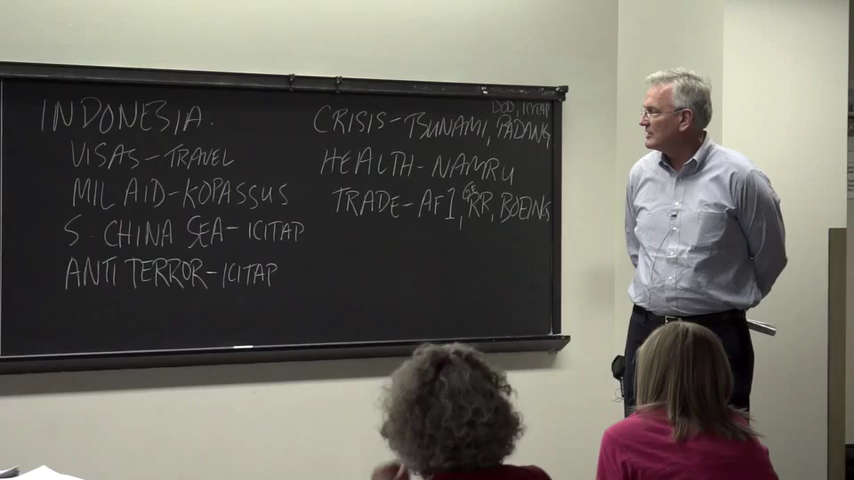 INDONESIA.
VISAS-TRAVEL
MIL AID-KOPASSUS
S. CHINA SEA-ICITAP
ANTI TERROR-ICITAP
DOD, ICITAP
CRISIS-TSUNAMI, PADANG
HEALTH-NAMRU
GE
TRADE-AF1, RR, BOEING